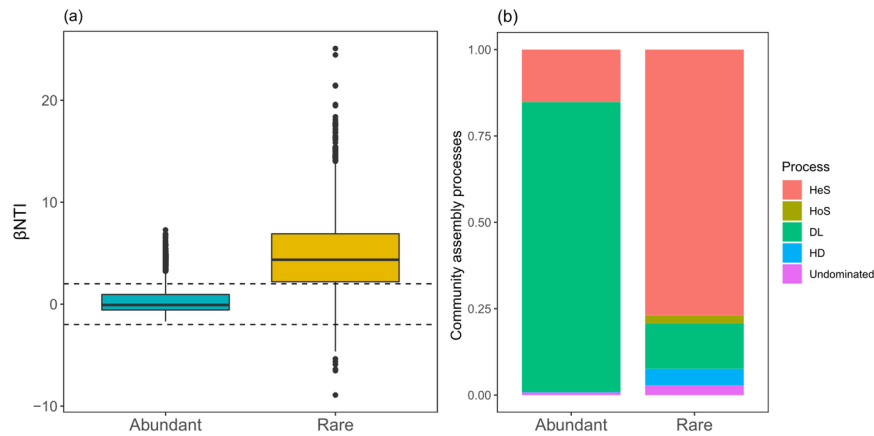 (a)
βNTI
20
10
0
−10
Abundant
Rare
(b)
Community assembly processes
1.00
0.75
0.50
0.25
0.00
Abundant
Rare
Process
HeS
HoS
DL
HD
Undominated